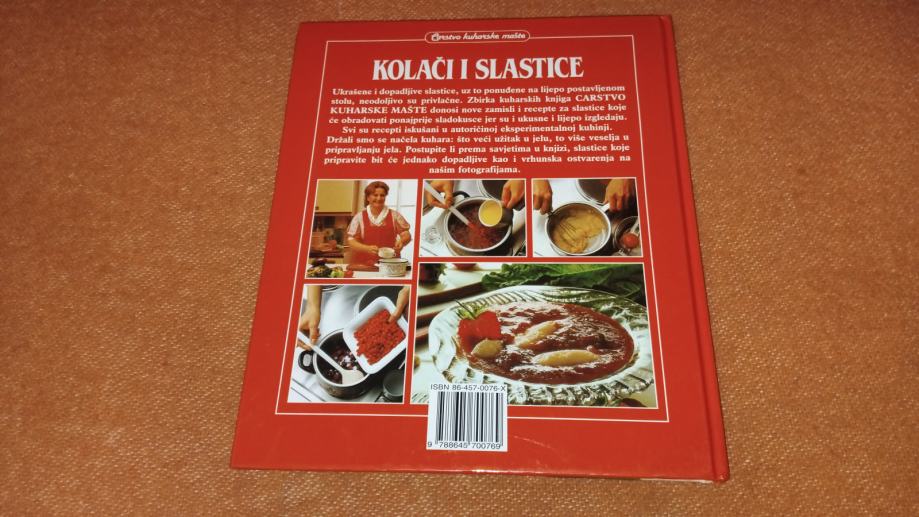 Carstvo kuharske mašte
KOLAČI I SLASTICE
Ukrašene i dopadljive slastice, uz to ponuđene na lijepo postavljenom
stolu, neodoljivo su privlačne. Zbirka kuharskih knjiga CARSTVO
KUHARSKE MAŠTE donosi nove zamisli i recepte za slastice koje
će obradovati ponajprije sladokusce jer su i ukusne i lijepo izgledaju.
Svi su recepti iskušani u autoričinoj eksperimentalnoj kuhinji.
Držali smo se načela kuhara: što veći užitak u jelu, to više veselja u
pripravljanju jela. Postupite li prema savjetima u knjizi, slastice koje
pripravite bit će jednako dopadljive kao i vrhunska ostvarenja na
našim fotografijama.
ISBN 86-457-0076-X
9 788645 700769